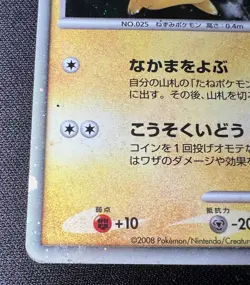 NO.025 ねずみポケモン 高さ：0.4m
なかまをよぶ
自分の山札の「たねポケモン
に出す。その後、山札を切
こうそくいどう
コインを1回投げオモテな
はワザのダメージや効果
弱点 抵抗力
+10 -20
©2008 Pokémon/Nintendo/Creatur